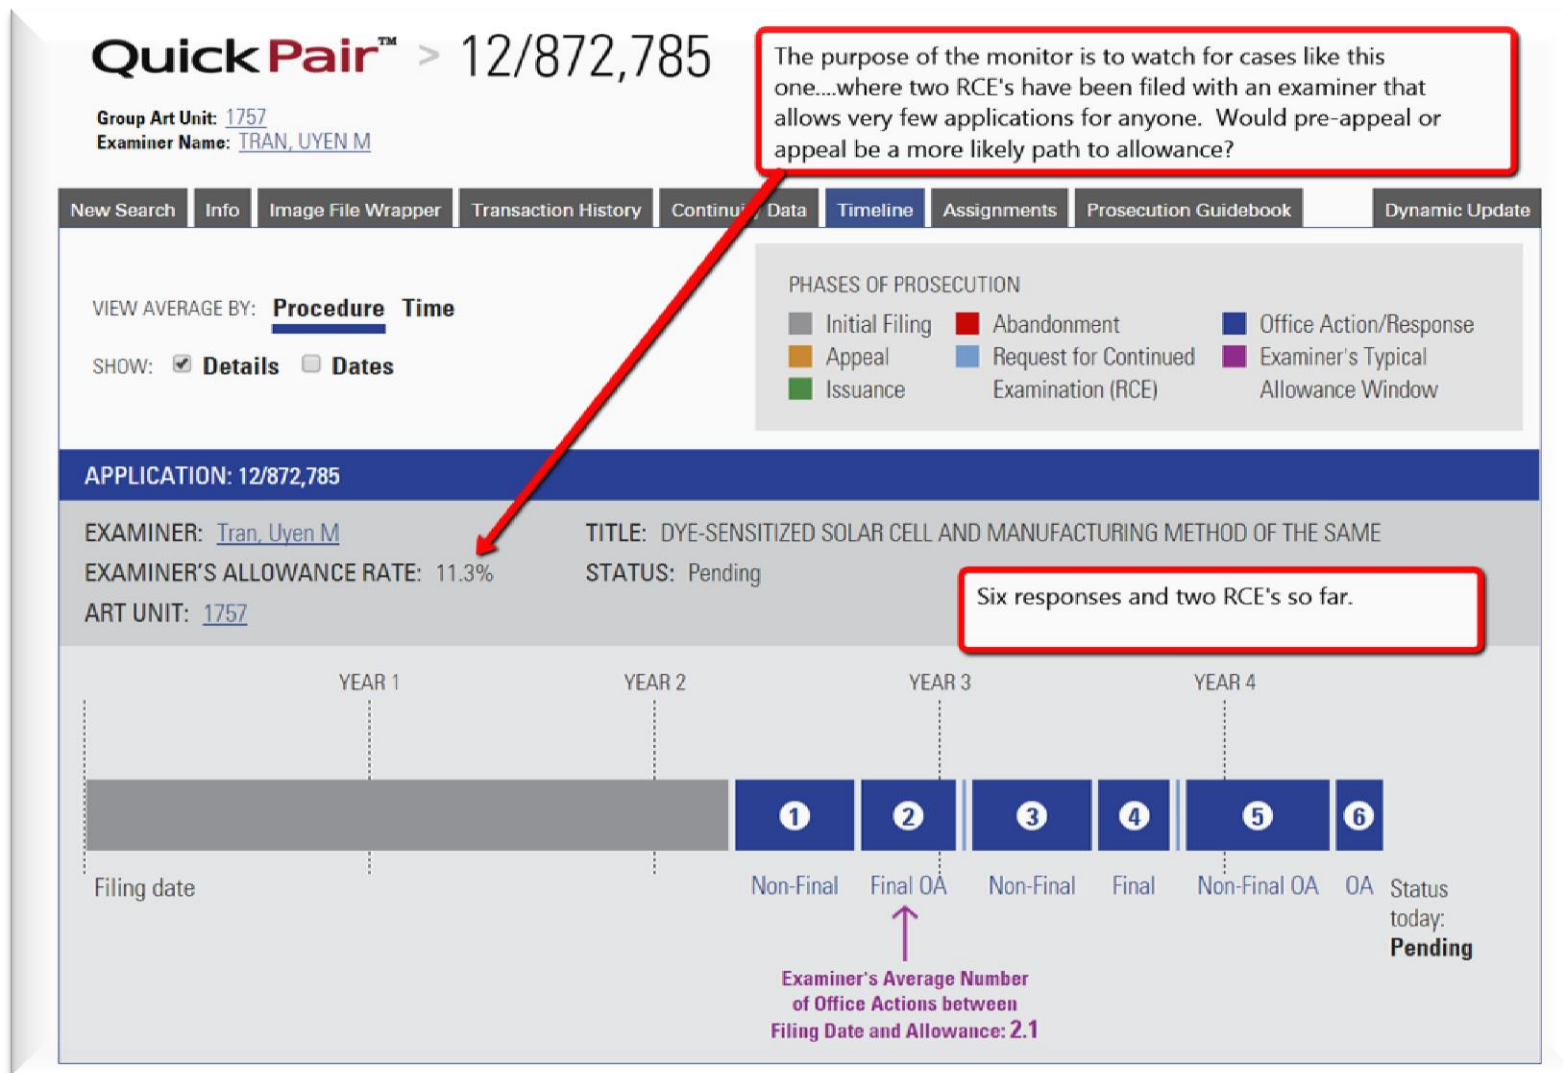 QuickPair™ > 12/872,785
Group Art Unit: 1757
Examiner Name: TRAN, UYEN M
The purpose of the monitor is to watch for cases like this
one....where two RCE's have been filed with an examiner that
allows very few applications for anyone. Would pre-appeal or
appeal be a more likely path to allowance?
New Search Info Image File Wrapper Transaction History Continuity Data Timeline Assignments Prosecution Guidebook Dynamic Update
VIEW AVERAGE BY: Procedure Time
SHOW: Details Dates
PHASES OF PROSECUTION
Initial Filing Abandonment Office Action/Response
Appeal Request for Continued Examiner's Typical
Issuance Examination (RCE) Allowance Window
APPLICATION: 12/872,785
EXAMINER: Tran, Uyen M TITLE: DYE-SENSITIZED SOLAR CELL AND MANUFACTURING METHOD OF THE SAME
EXAMINER'S ALLOWANCE RATE: 11.3% STATUS: Pending
ART UNIT: 1757
Six responses and two RCE's so far.
YEAR 1 YEAR 2 YEAR 3 YEAR 4
1 2 3 4 5 6
Filing date Non-Final Final OA Non-Final Final Non-Final OA OA Status
today:
Pending
Examiner's Average Number
of Office Actions between
Filing Date and Allowance: 2.1